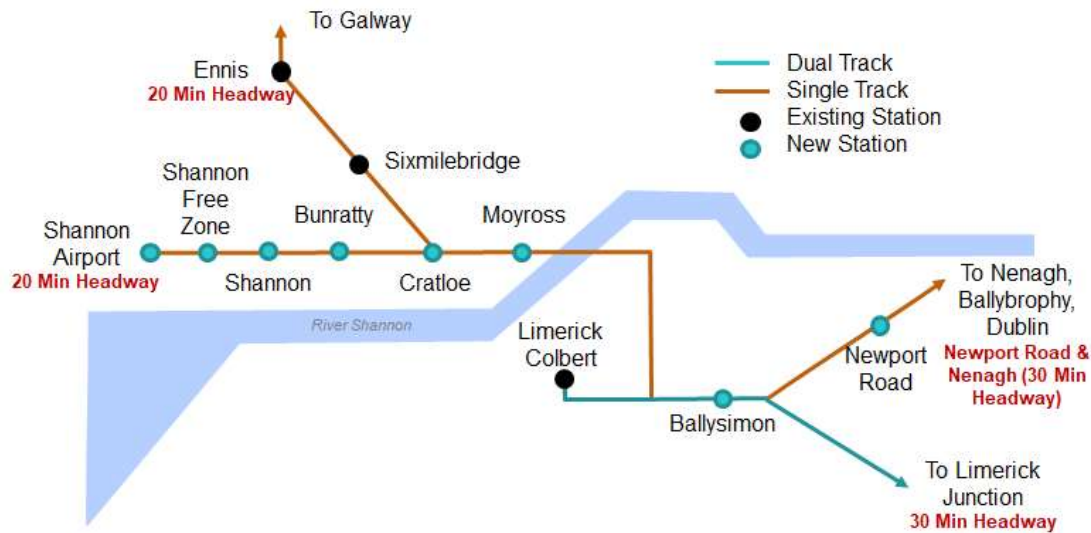 To Galway
Ennis
20 Min Headway
Dual Track
Single Track
Existing Station
New Station
Sixmilebridge
Shannon
Free
Zone
Bunratty
Moyross
Shannon
Airport
20 Min Headway
Shannon
Cratloe
River Shannon
Limerick
Colbert
To Nenagh,
Ballybrophy,
Dublin
Newport Road &
Nenagh (30 Min
Headway)
Newport
Road
Ballysimon
To Limerick
Junction
30 Min Headway